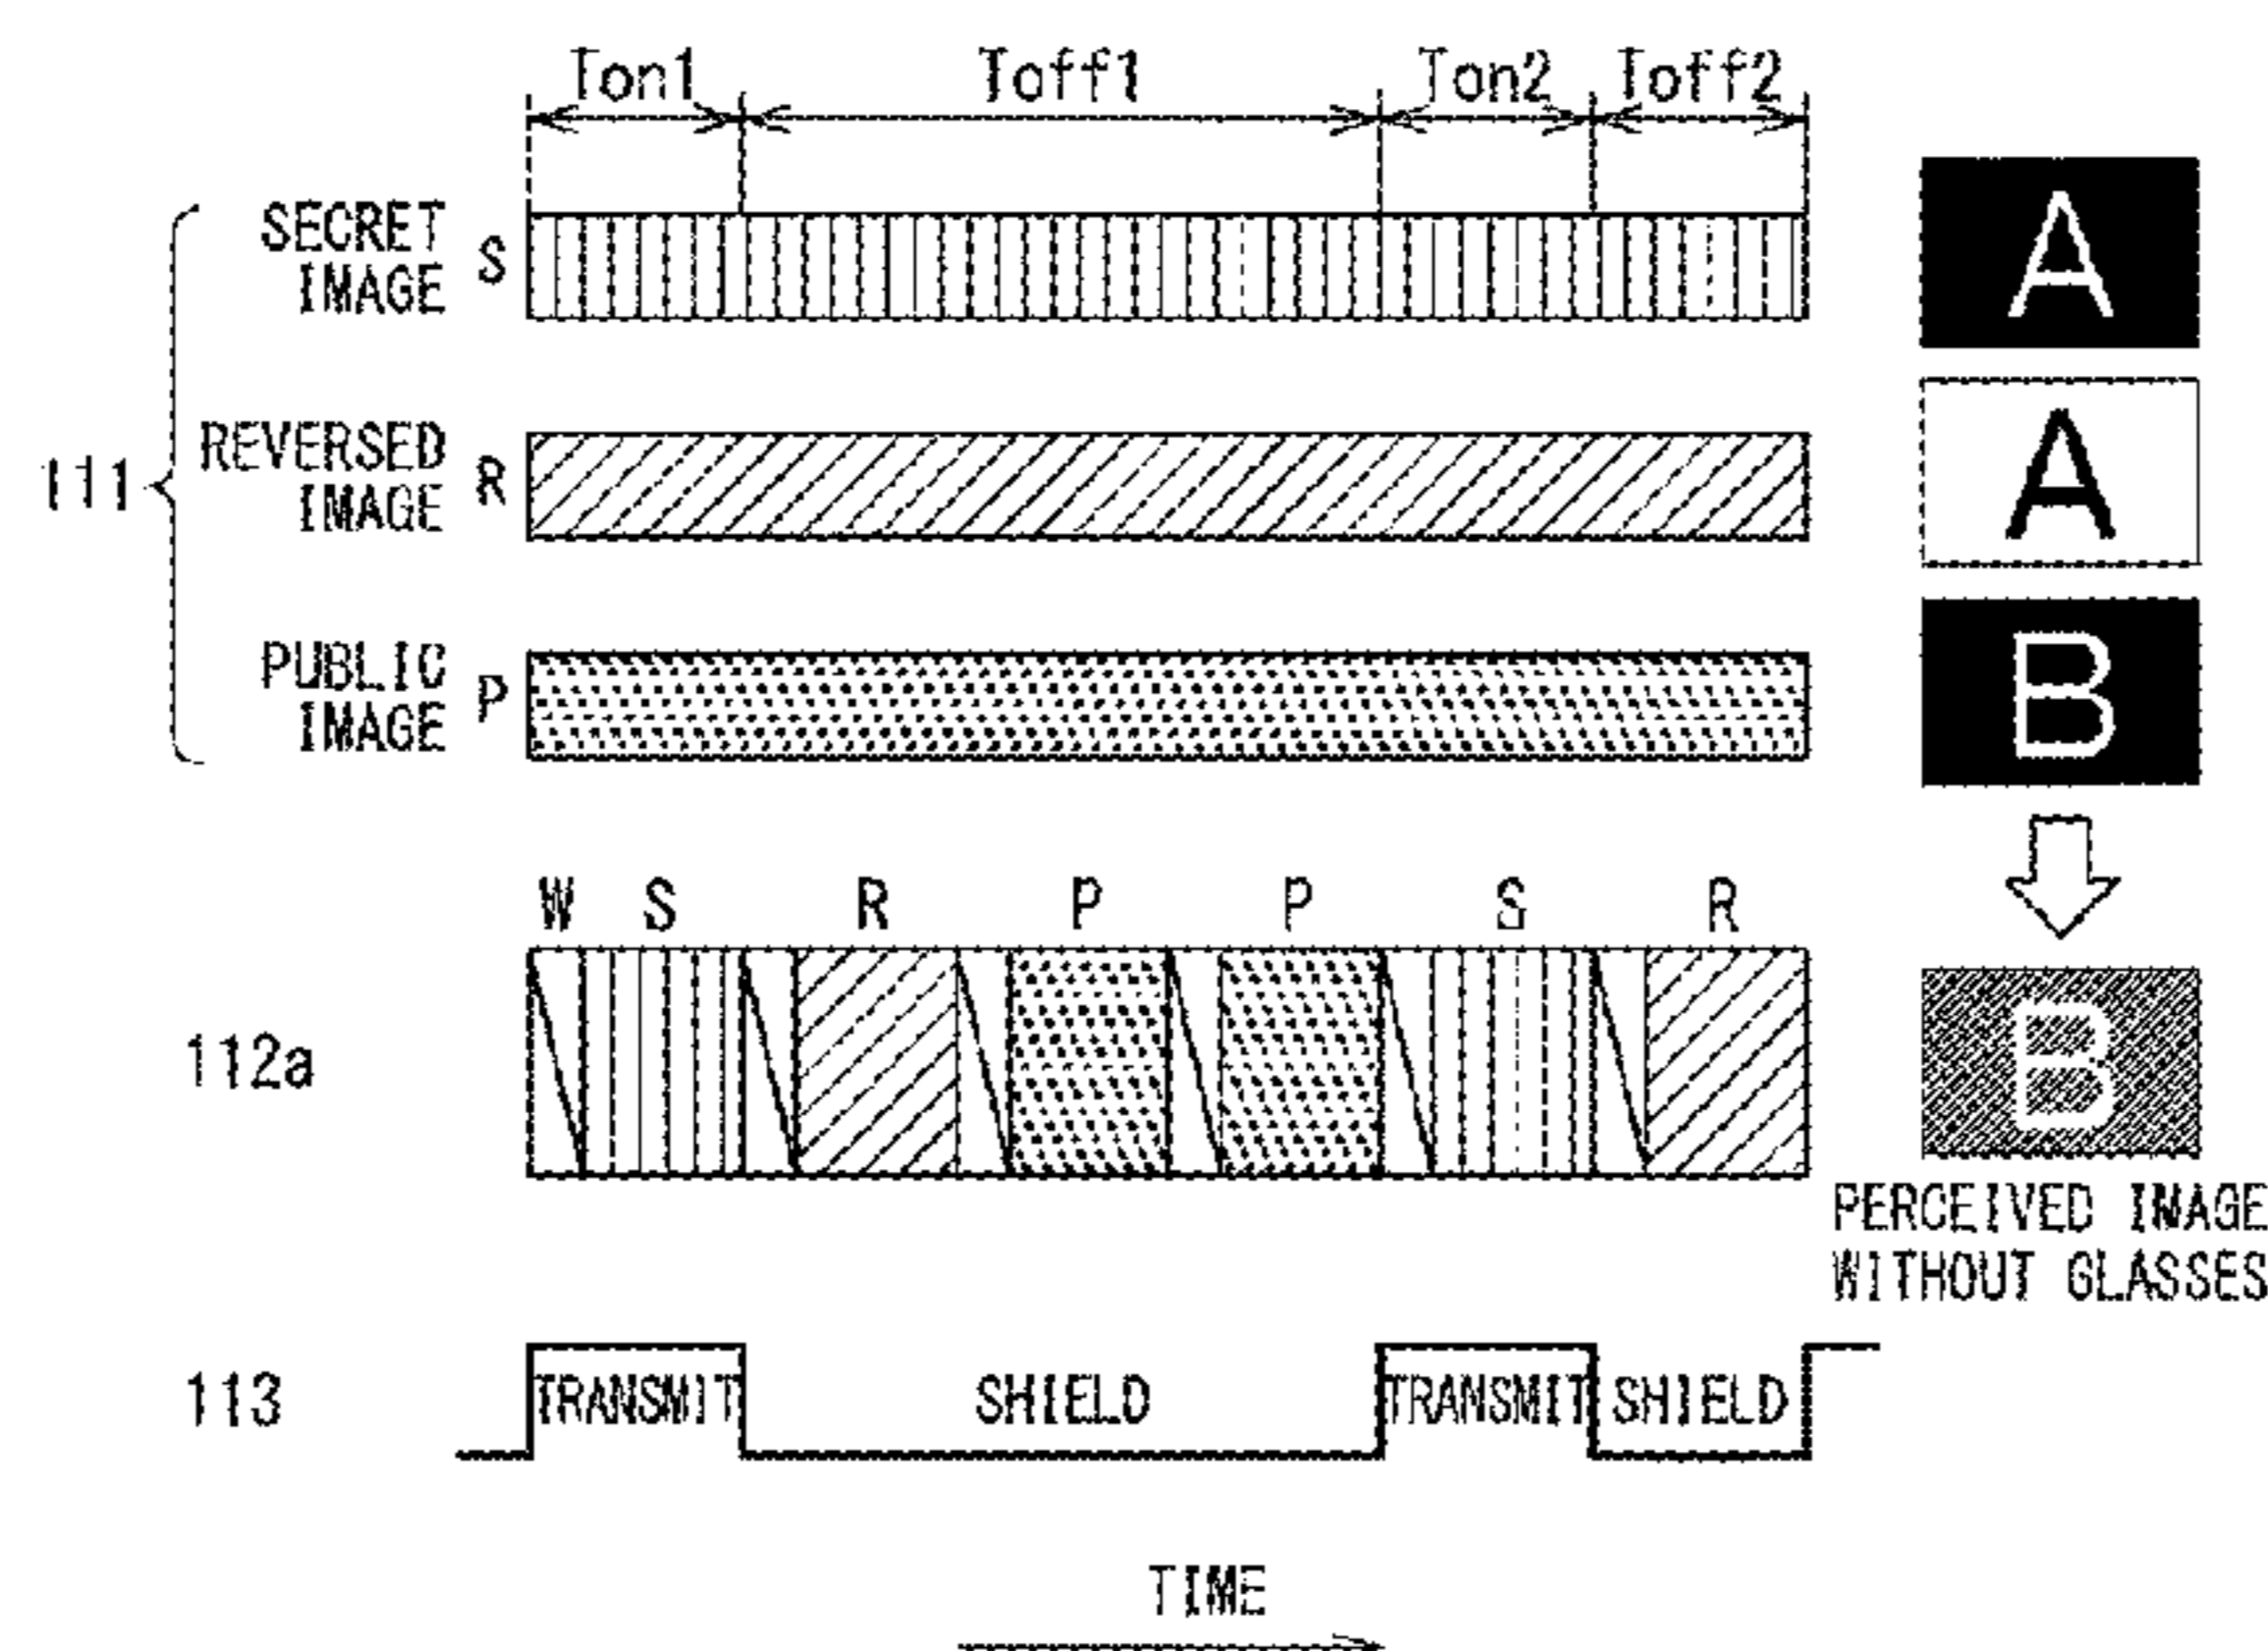 Ton1 Toff1 Ton2 Toff2
SECRET
IMAGE S
A
REVERSED
IMAGE R
A
111
PUBLIC
IMAGE P
B
W S R P P S R
112a
B
PERCEIVED IMAGE
WITHOUT GLASSES
113
TRANSMIT SHIELD TRANSMIT SHIELD
TIME